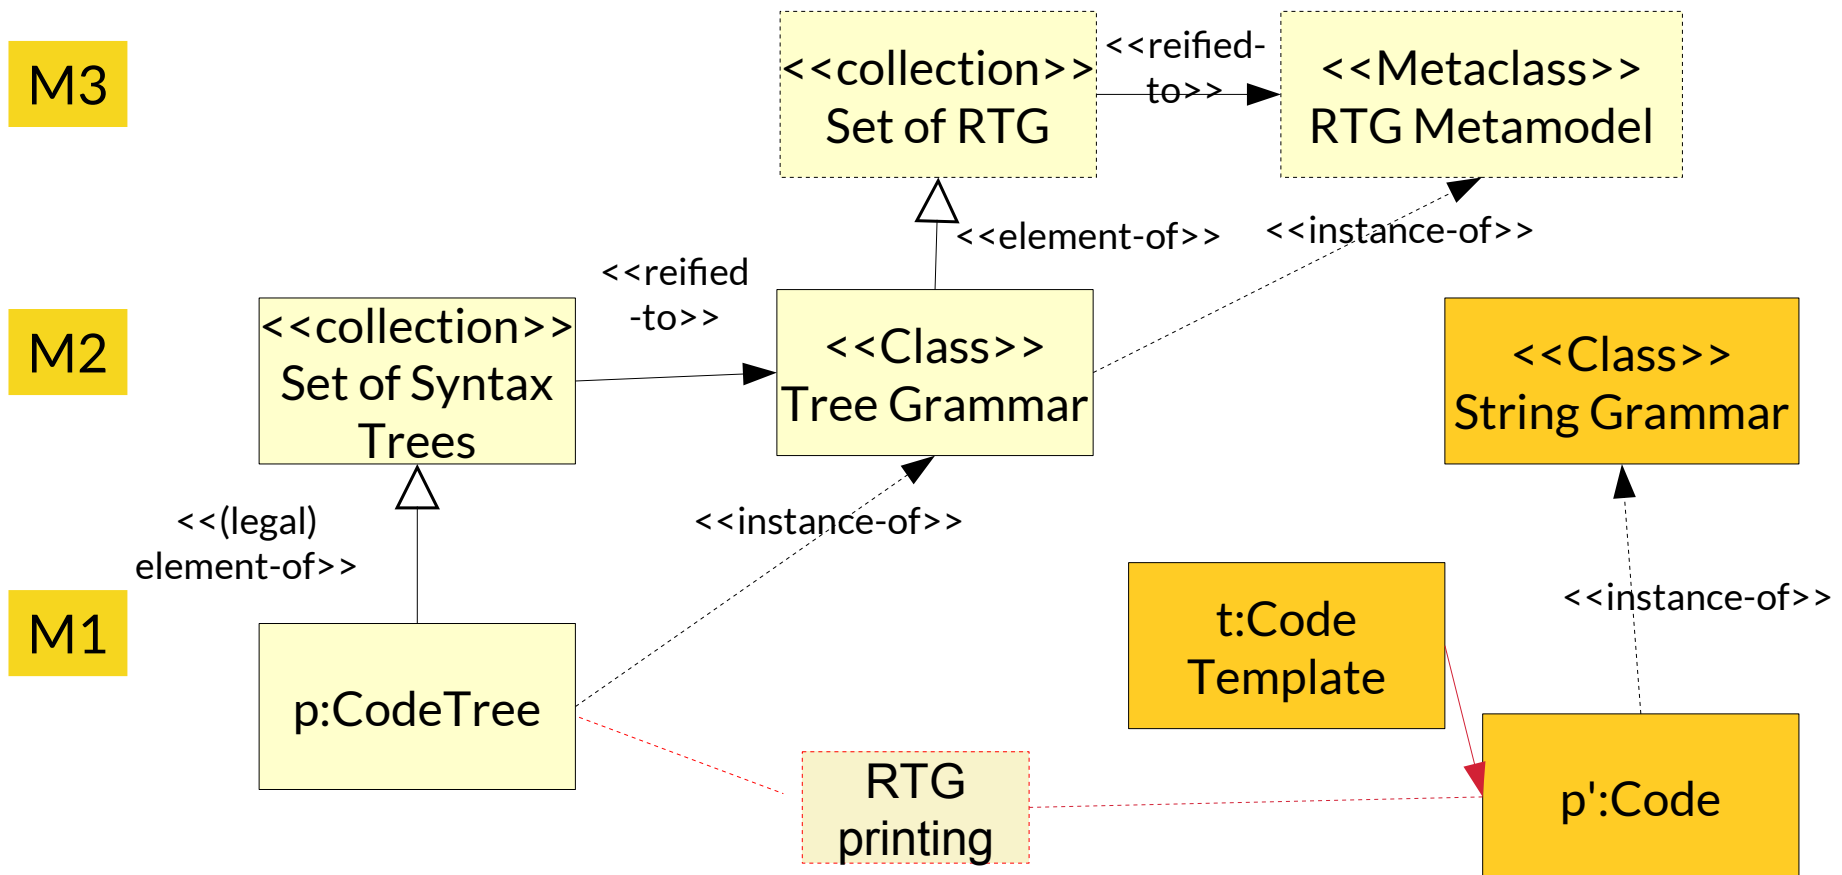 M3
<<collection>>
Set of RTG
<<reified-
to>>
<<Metaclass>>
RTG Metamodel
<<element-of>>
<<instance-of>>
M2
<<collection>>
Set of Syntax
Trees
<<reified
-to>>
<<Class>>
Tree Grammar
<<Class>>
String Grammar
<<(legal)
element-of>>
<<instance-of>>
<<instance-of>>
M1
p:CodeTree
t:Code
Template
RTG
printing
p':Code